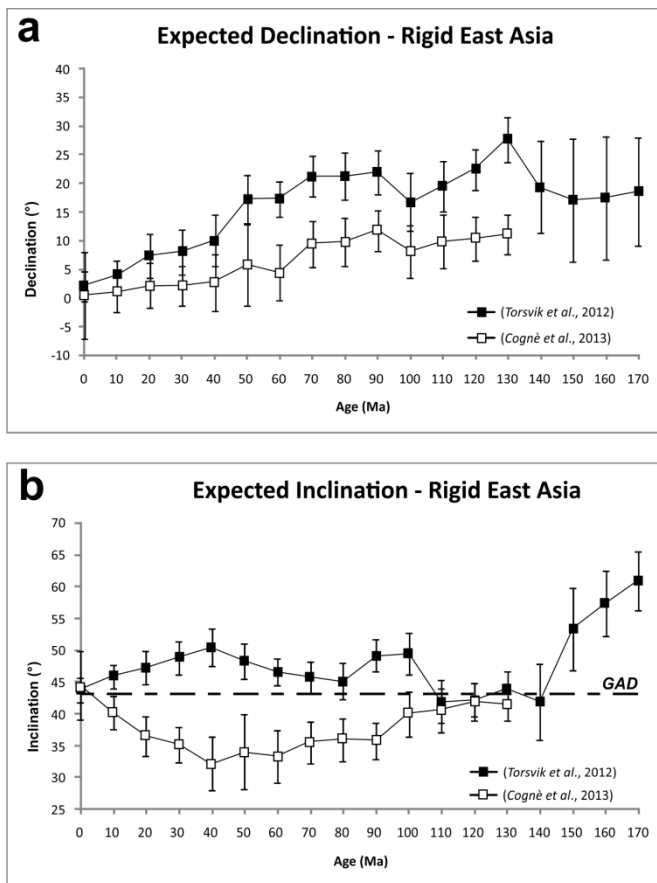 a
Expected Declination - Rigid East Asia
40
35
30
25
20
15
10
5
0
-5
-10
Declination (°)
0 10 20 30 40 50 60 70 80 90 100 110 120 130 140 150 160 170
Age (Ma)
(Torsvik et al., 2012)
(Cognè et al., 2013)
b
Expected Inclination - Rigid East Asia
70
65
60
55
50
45
40
35
30
25
Inclination (°)
GAD
0 10 20 30 40 50 60 70 80 90 100 110 120 130 140 150 160 170
Age (Ma)
(Torsvik et al., 2012)
(Cognè et al., 2013)